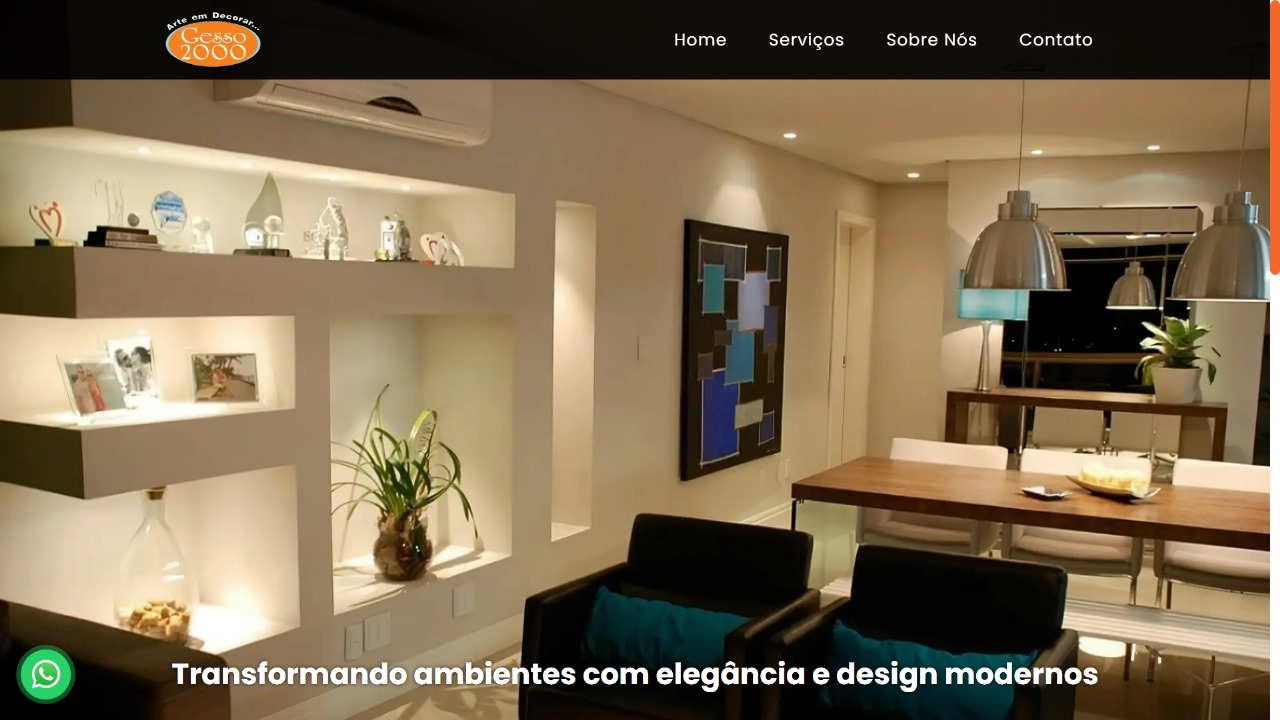 Arte em Decorar...
Gesso
2000
Home
Serviços
Sobre Nós
Contato
Transformando ambientes com elegância e design modernos